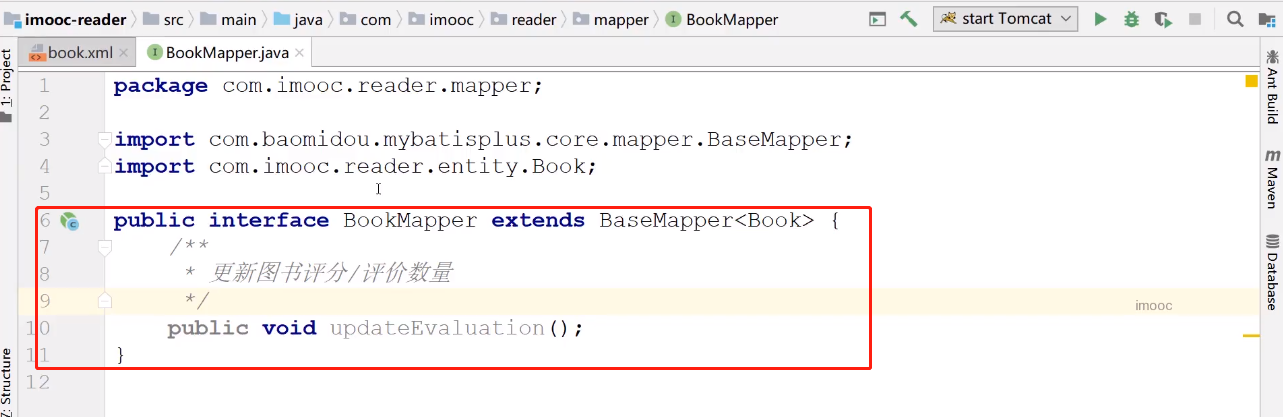 imooc-reader src main java com imooc reader mapper BookMapper start Tomcat
book.xml BookMapper.java
1: Project
1 package com.imooc.reader.mapper;
2
3 import com.baomidou.mybatisplus.core.mapper.BaseMapper;
4 import com.imooc.reader.entity.Book;
5
6 public interface BookMapper extends BaseMapper<Book> {
7 /**
8 * 更新图书评分/评价数量
9 */
imooc
10 public void updateEvaluation();
11 }
12
7: Structure
Ant Build
Maven
Database